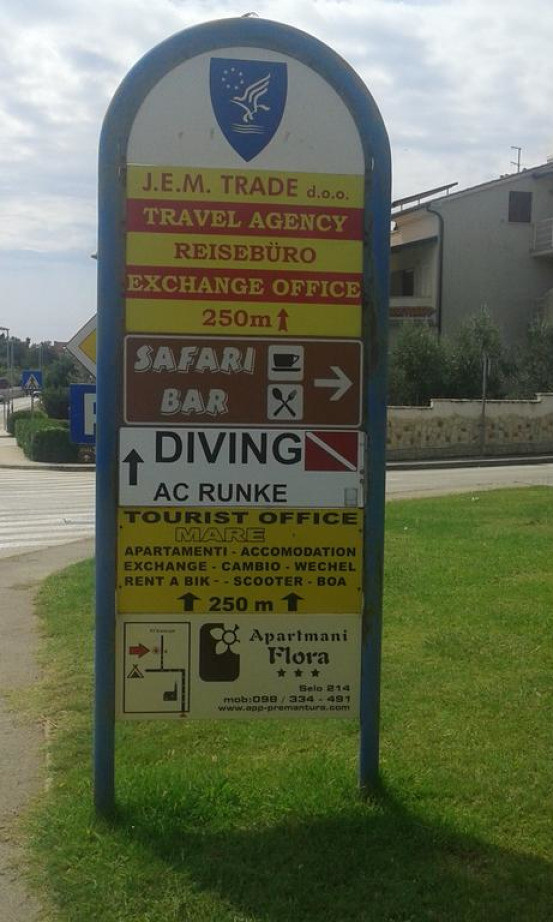 J.E.M. TRADE d.o.o.
TRAVEL AGENCY
REISEBÜRO
EXCHANGE OFFICE
250m
SAFARI
BAR
DIVING
AC RUNKE
TOURIST OFFICE
MARE
APARTAMENTI - ACCOMODATION
EXCHANGE - CAMBIO - WECHEL
RENT A BIK - - SCOOTER - BOA
250 m
Apartmani
Flora
Selo 214
mob:098 / 334 - 491
www.app-premantura.com